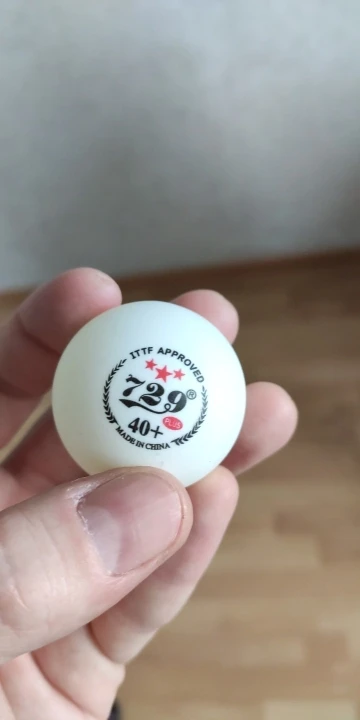 ITTF APPROVED
729®
40+
MADE IN CHINA